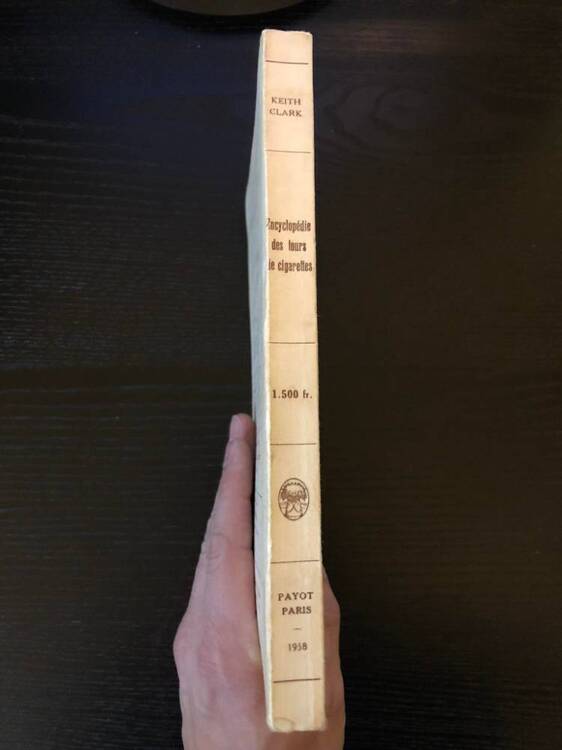 KEITH
CLARK
Encyclopédie
des tours
de cigarettes
1.500 fr.
PAYOT
PARIS
1958